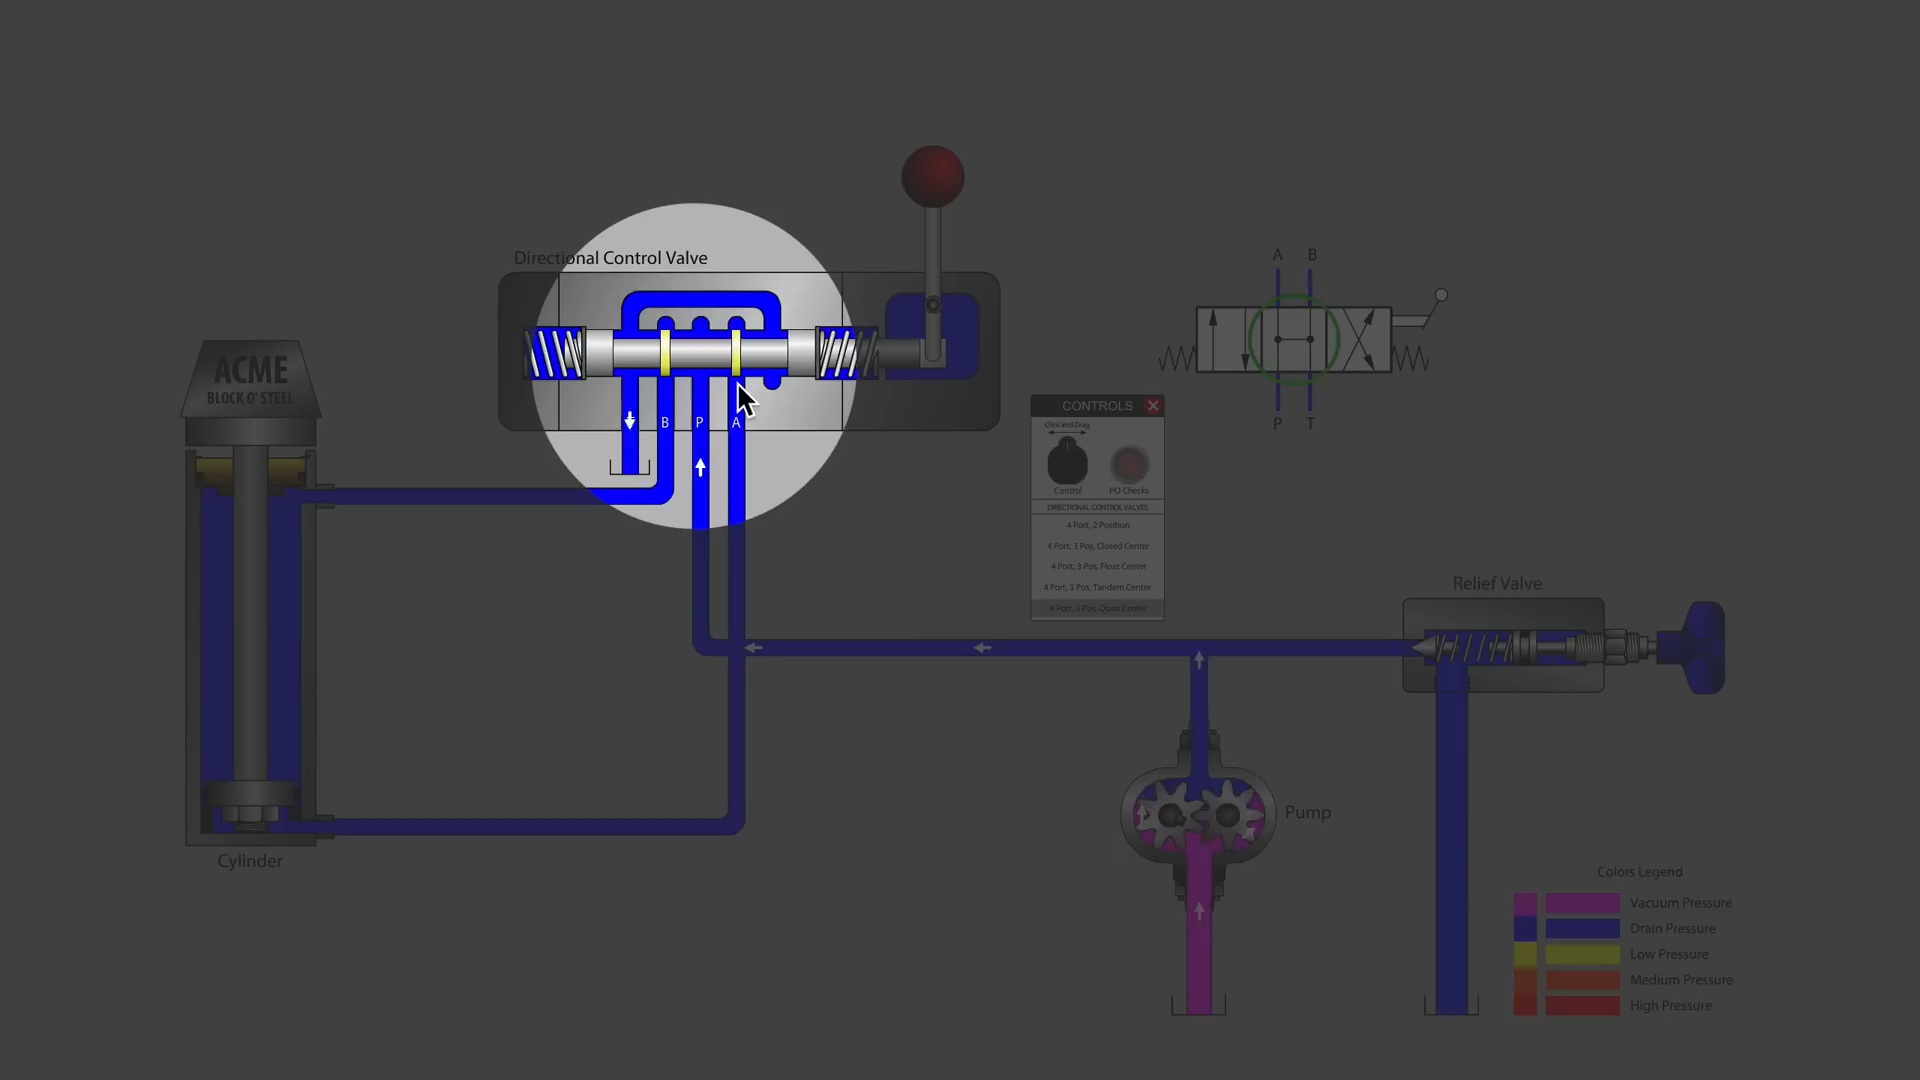 Directional Control Valve
A B
ACME
BLOCK O' STEEL
CONTROLS
B P A
P T
Click and Drag
Control PO Checks
DIRECTIONAL CONTROL VALVES
4 Port, 2 Position
4 Port, 3 Pos, Closed Center
4 Port, 3 Pos, Float Center
4 Port, 3 Pos, Tandem Center
4 Port, 3 Pos, Open Center
Relief Valve
Pump
Cylinder
Colors Legend
Vacuum Pressure
Drain Pressure
Low Pressure
Medium Pressure
High Pressure